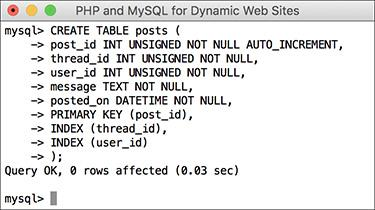 PHP and MySQL for Dynamic Web Sites
mysql> CREATE TABLE posts (
    -> post_id INT UNSIGNED NOT NULL AUTO_INCREMENT,
    -> thread_id INT UNSIGNED NOT NULL,
    -> user_id INT UNSIGNED NOT NULL,
    -> message TEXT NOT NULL,
    -> posted_on DATETIME NOT NULL,
    -> PRIMARY KEY (post_id),
    -> INDEX (thread_id),
    -> INDEX (user_id)
    -> );
Query OK, 0 rows affected (0.03 sec)
mysql>